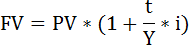 FV = PV * (1 + t/Y * i)